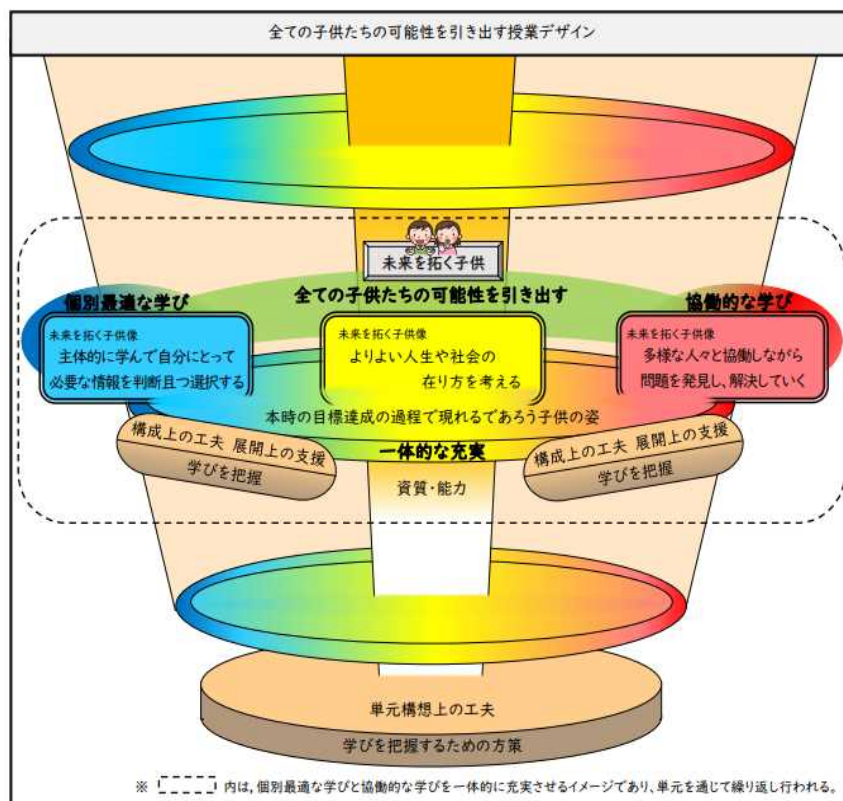 全ての子供たちの可能性を引き出す授業デザイン
未来を拓く子供
個別最適な学び
全ての子供たちの可能性を引き出す
協働的な学び
未来を拓く子供像
主体的に学んで自分にとって
必要な情報を判断且つ選択する
未来を拓く子供像
よりよい人生や社会の
在り方を考える
未来を拓く子供像
多様な人々と協働しながら
問題を発見し、解決していく
本時の目標達成の過程で現れるであろう子供の姿
構成上の工夫 展開上の支援
学びを把握
一体的な充実
構成上の工夫 展開上の支援
学びを把握
資質・能力
単元構想上の工夫
学びを把握するための方策
※ 内は,個別最適な学びと協働的な学びを一体的に充実させるイメージであり、単元を通じて繰り返し行われる。